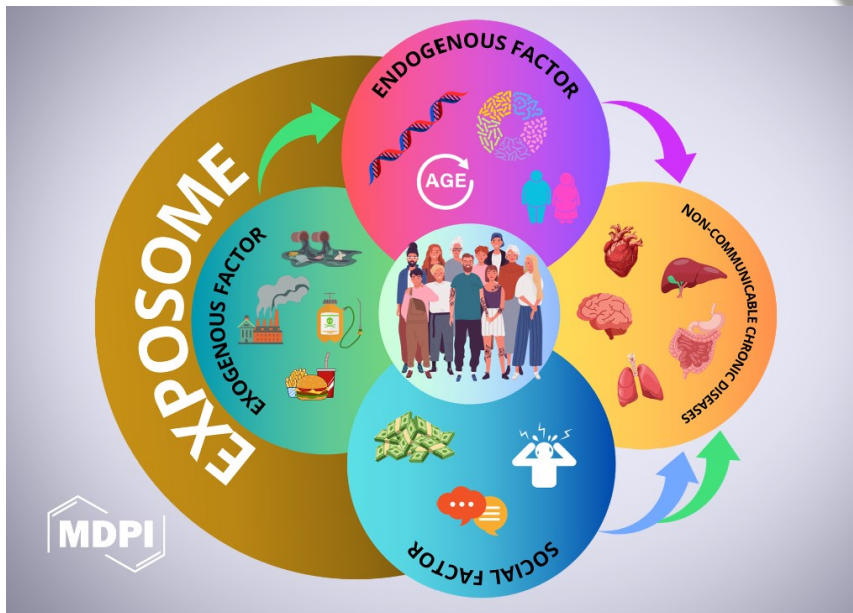 EXPOSOME
ENDOGENOUS FACTOR
AGE
EXOGENOUS FACTOR
NON-COMMUNICABLE CHRONIC DISEASES
SOCIAL FACTOR
MDPI